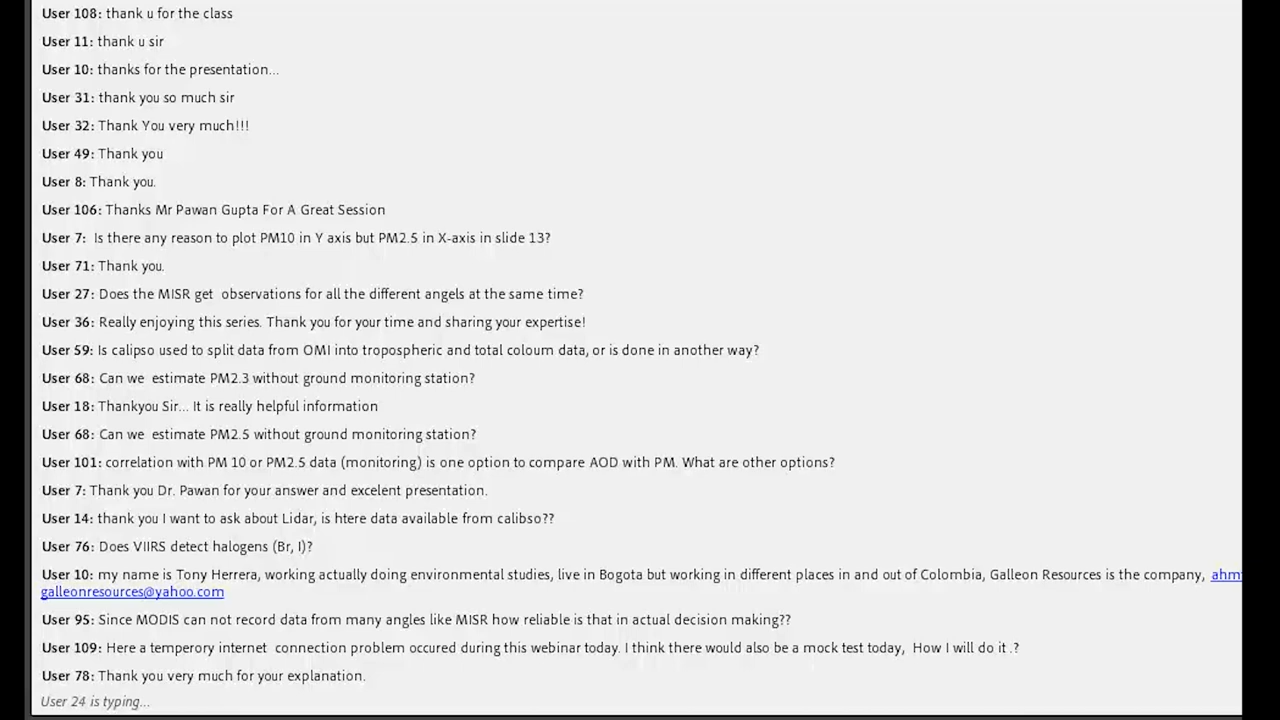 User 108: thank u for the class
User 11: thank u sir
User 10: thanks for the presentation...
User 31: thank you so much sir
User 32: Thank You very much!!!
User 49: Thank you
User 8: Thank you.
User 106: Thanks Mr Pawan Gupta For A Great Session
User 7: Is there any reason to plot PM10 in Y axis but PM2.5 in X-axis in slide 13?
User 71: Thank you.
User 27: Does the MISR get observations for all the different angels at the same time?
User 36: Really enjoying this series. Thank you for your time and sharing your expertise!
User 59: Is calipso used to split data from OMI into tropospheric and total coloum data, or is done in another way?
User 68: Can we estimate PM2.3 without ground monitoring station?
User 18: Thankyou Sir... It is really helpful information
User 68: Can we estimate PM2.5 without ground monitoring station?
User 101: correlation with PM 10 or PM2.5 data (monitoring) is one option to compare AOD with PM. What are other options?
User 7: Thank you Dr. Pawan for your answer and excelent presentation.
User 14: thank you I want to ask about Lidar, is htere data available from calibso??
User 76: Does VIIRS detect halogens (Br, I)?
User 10: my name is Tony Herrera, working actually doing environmental studies, live in Bogota but working in different places in and out of Colombia, Galleon Resources is the company, ahm
galleonresources@yahoo.com
User 95: Since MODIS can not record data from many angles like MISR how reliable is that in actual decision making??
User 109: Here a temperory internet connection problem occured during this webinar today. I think there would also be a mock test today, How I will do it .?
User 78: Thank you very much for your explanation.
User 24 is typing...